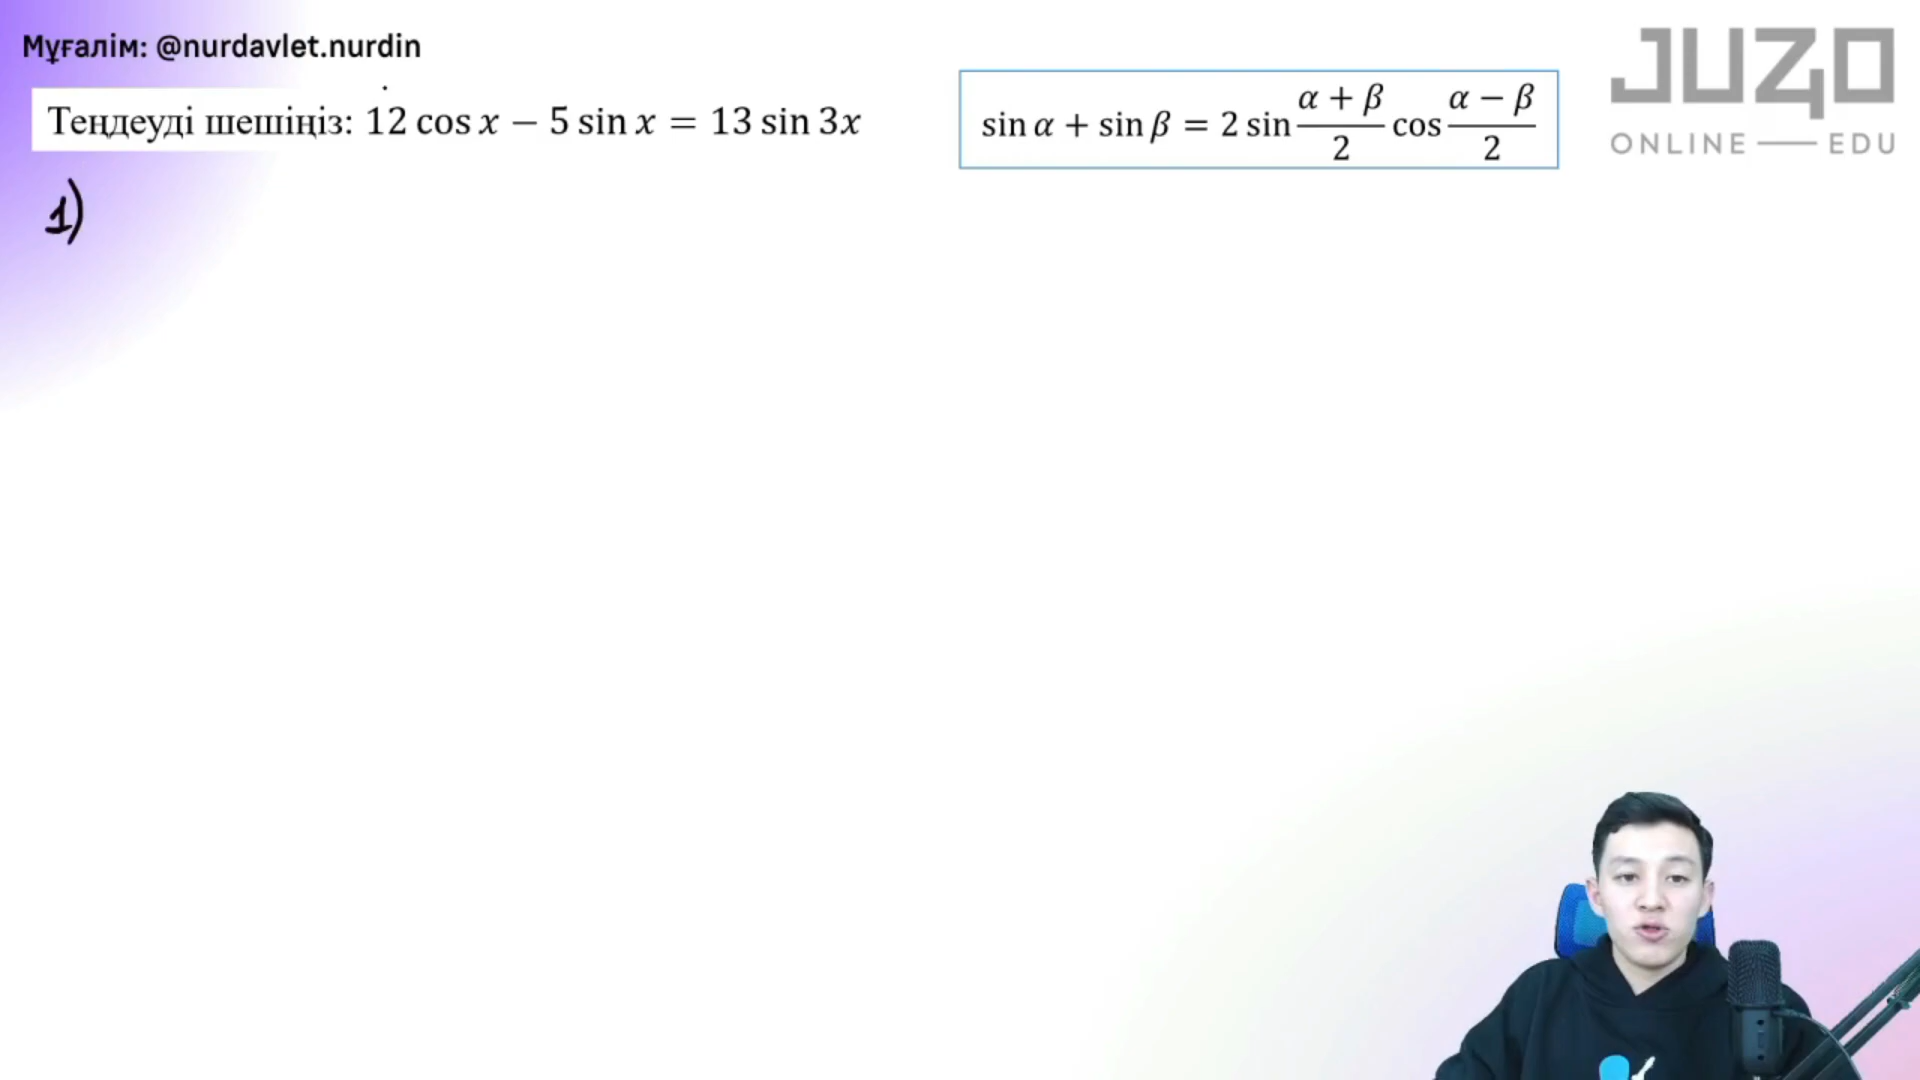 Мұғалім: @nurdavlet.nurdin
Теңдеуді шешіңіз: 12 cos x − 5 sin x = 13 sin 3x
sin α + sin β = 2 sin (α + β)/2 cos (α − β)/2
JUZ40
ONLINE — EDU
1)